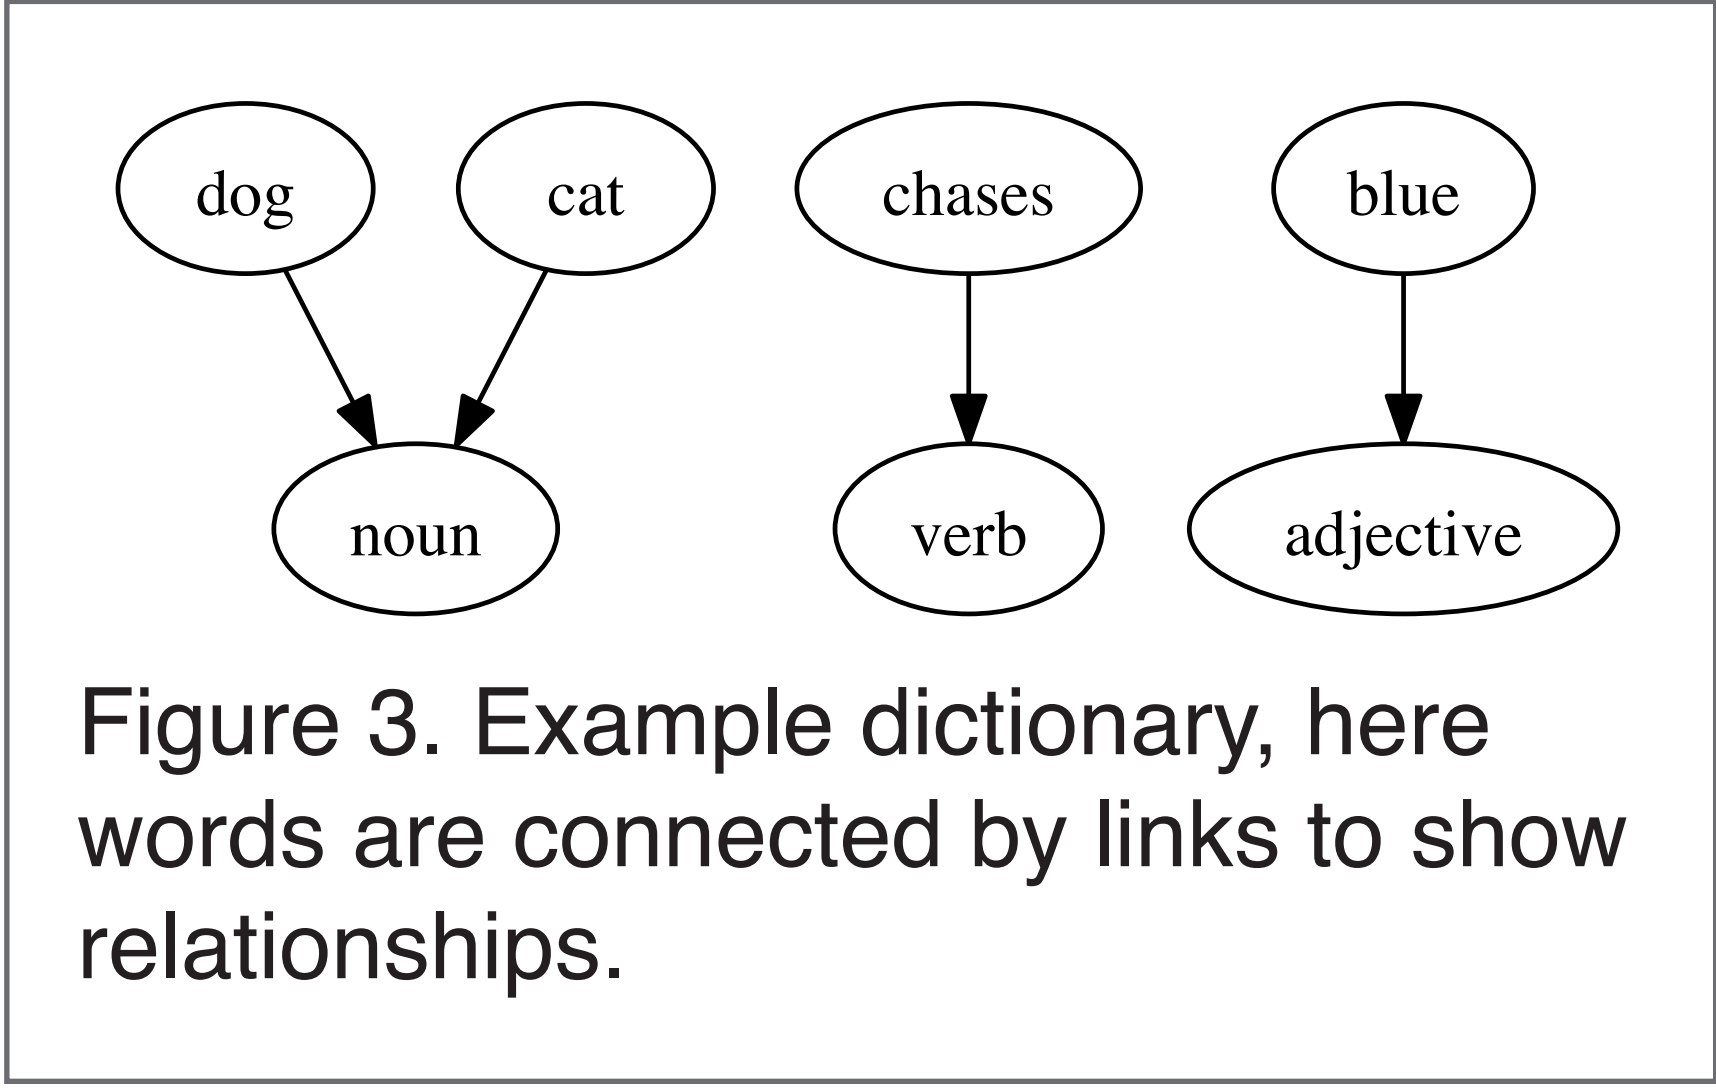 dog cat chases blue
noun verb adjective
Figure 3. Example dictionary, here
words are connected by links to show
relationships.